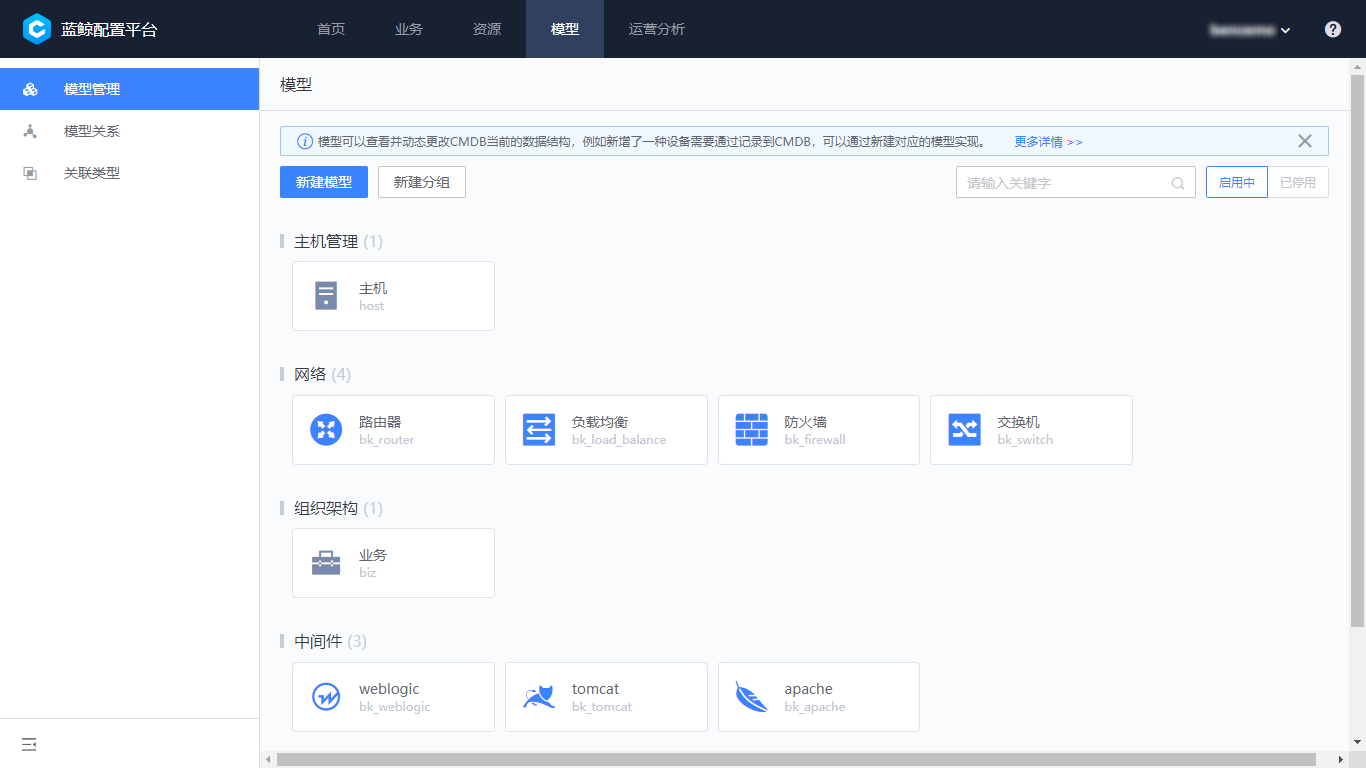 蓝鲸配置平台
首页
业务
资源
模型
运营分析
模型管理
模型关系
关联类型
模型
模型可以查看并动态更改CMDB当前的数据结构，例如新增了一种设备需要通过记录到CMDB，可以通过新建对应的模型实现。 更多详情 >>
新建模型
新建分组
请输入关键字
启用中
已停用
主机管理 (1)
主机
host
网络 (4)
路由器
bk_router
负载均衡
bk_load_balance
防火墙
bk_firewall
交换机
bk_switch
组织架构 (1)
业务
biz
中间件 (3)
weblogic
bk_weblogic
tomcat
bk_tomcat
apache
bk_apache